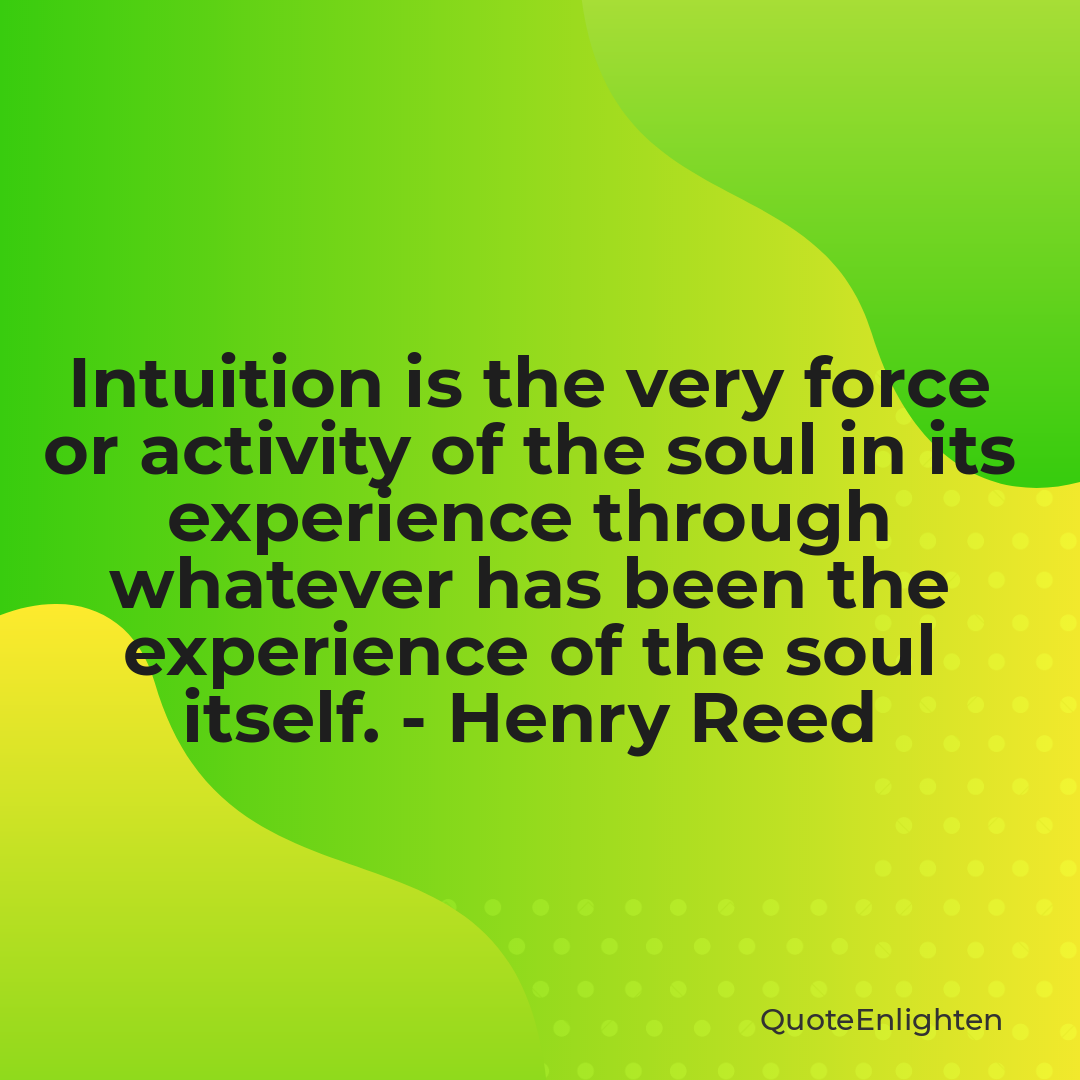 Intuition is the very force
or activity of the soul in its
experience through
whatever has been the
experience of the soul
itself. - Henry Reed
QuoteEnlighten